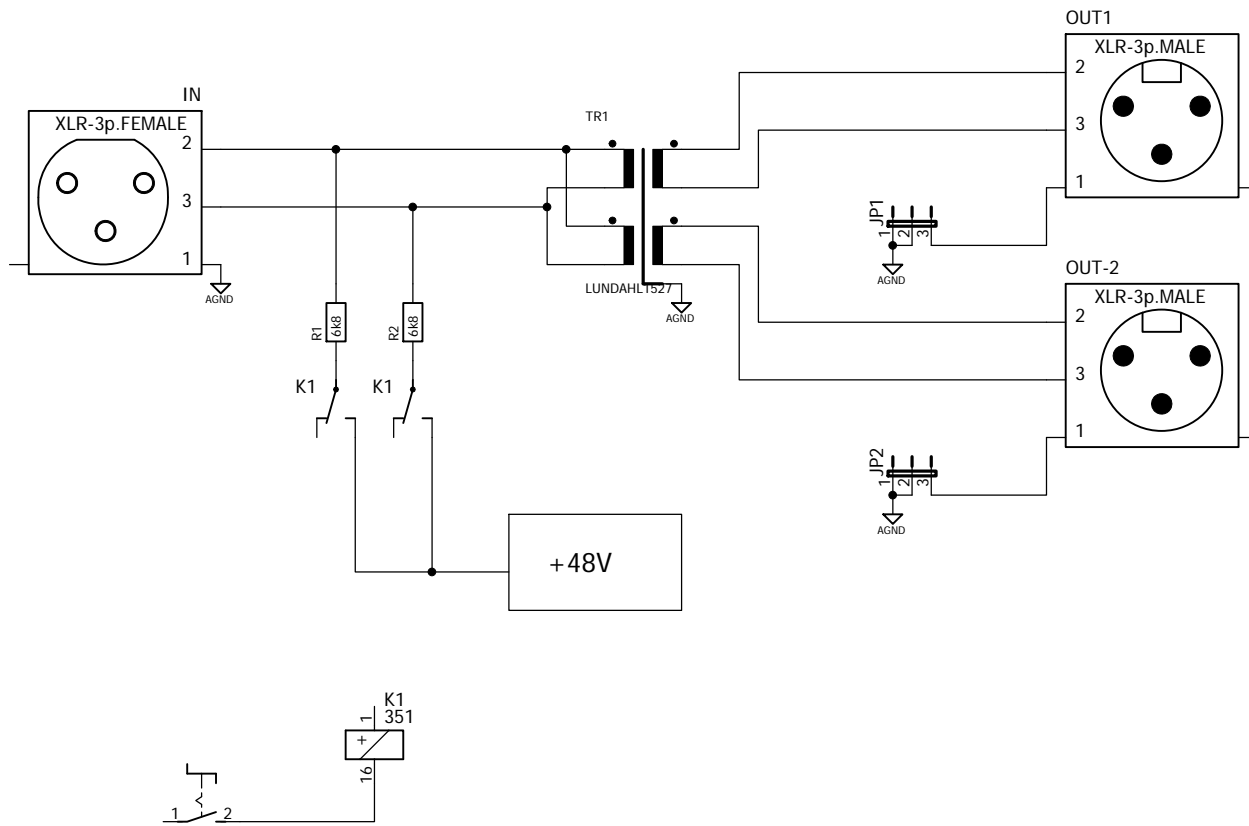 OUT1
XLR-3p.MALE
2
3
1
IN
XLR-3p.FEMALE
2
3
1
AGND
TR1
LUNDAHL1527
AGND
JP1
1
2
3
AGND
OUT-2
XLR-3p.MALE
2
3
1
R1
6k8
R2
6k8
K1
K1
JP2
1
2
3
AGND
+48V
K1
351
1
+
16
1
2